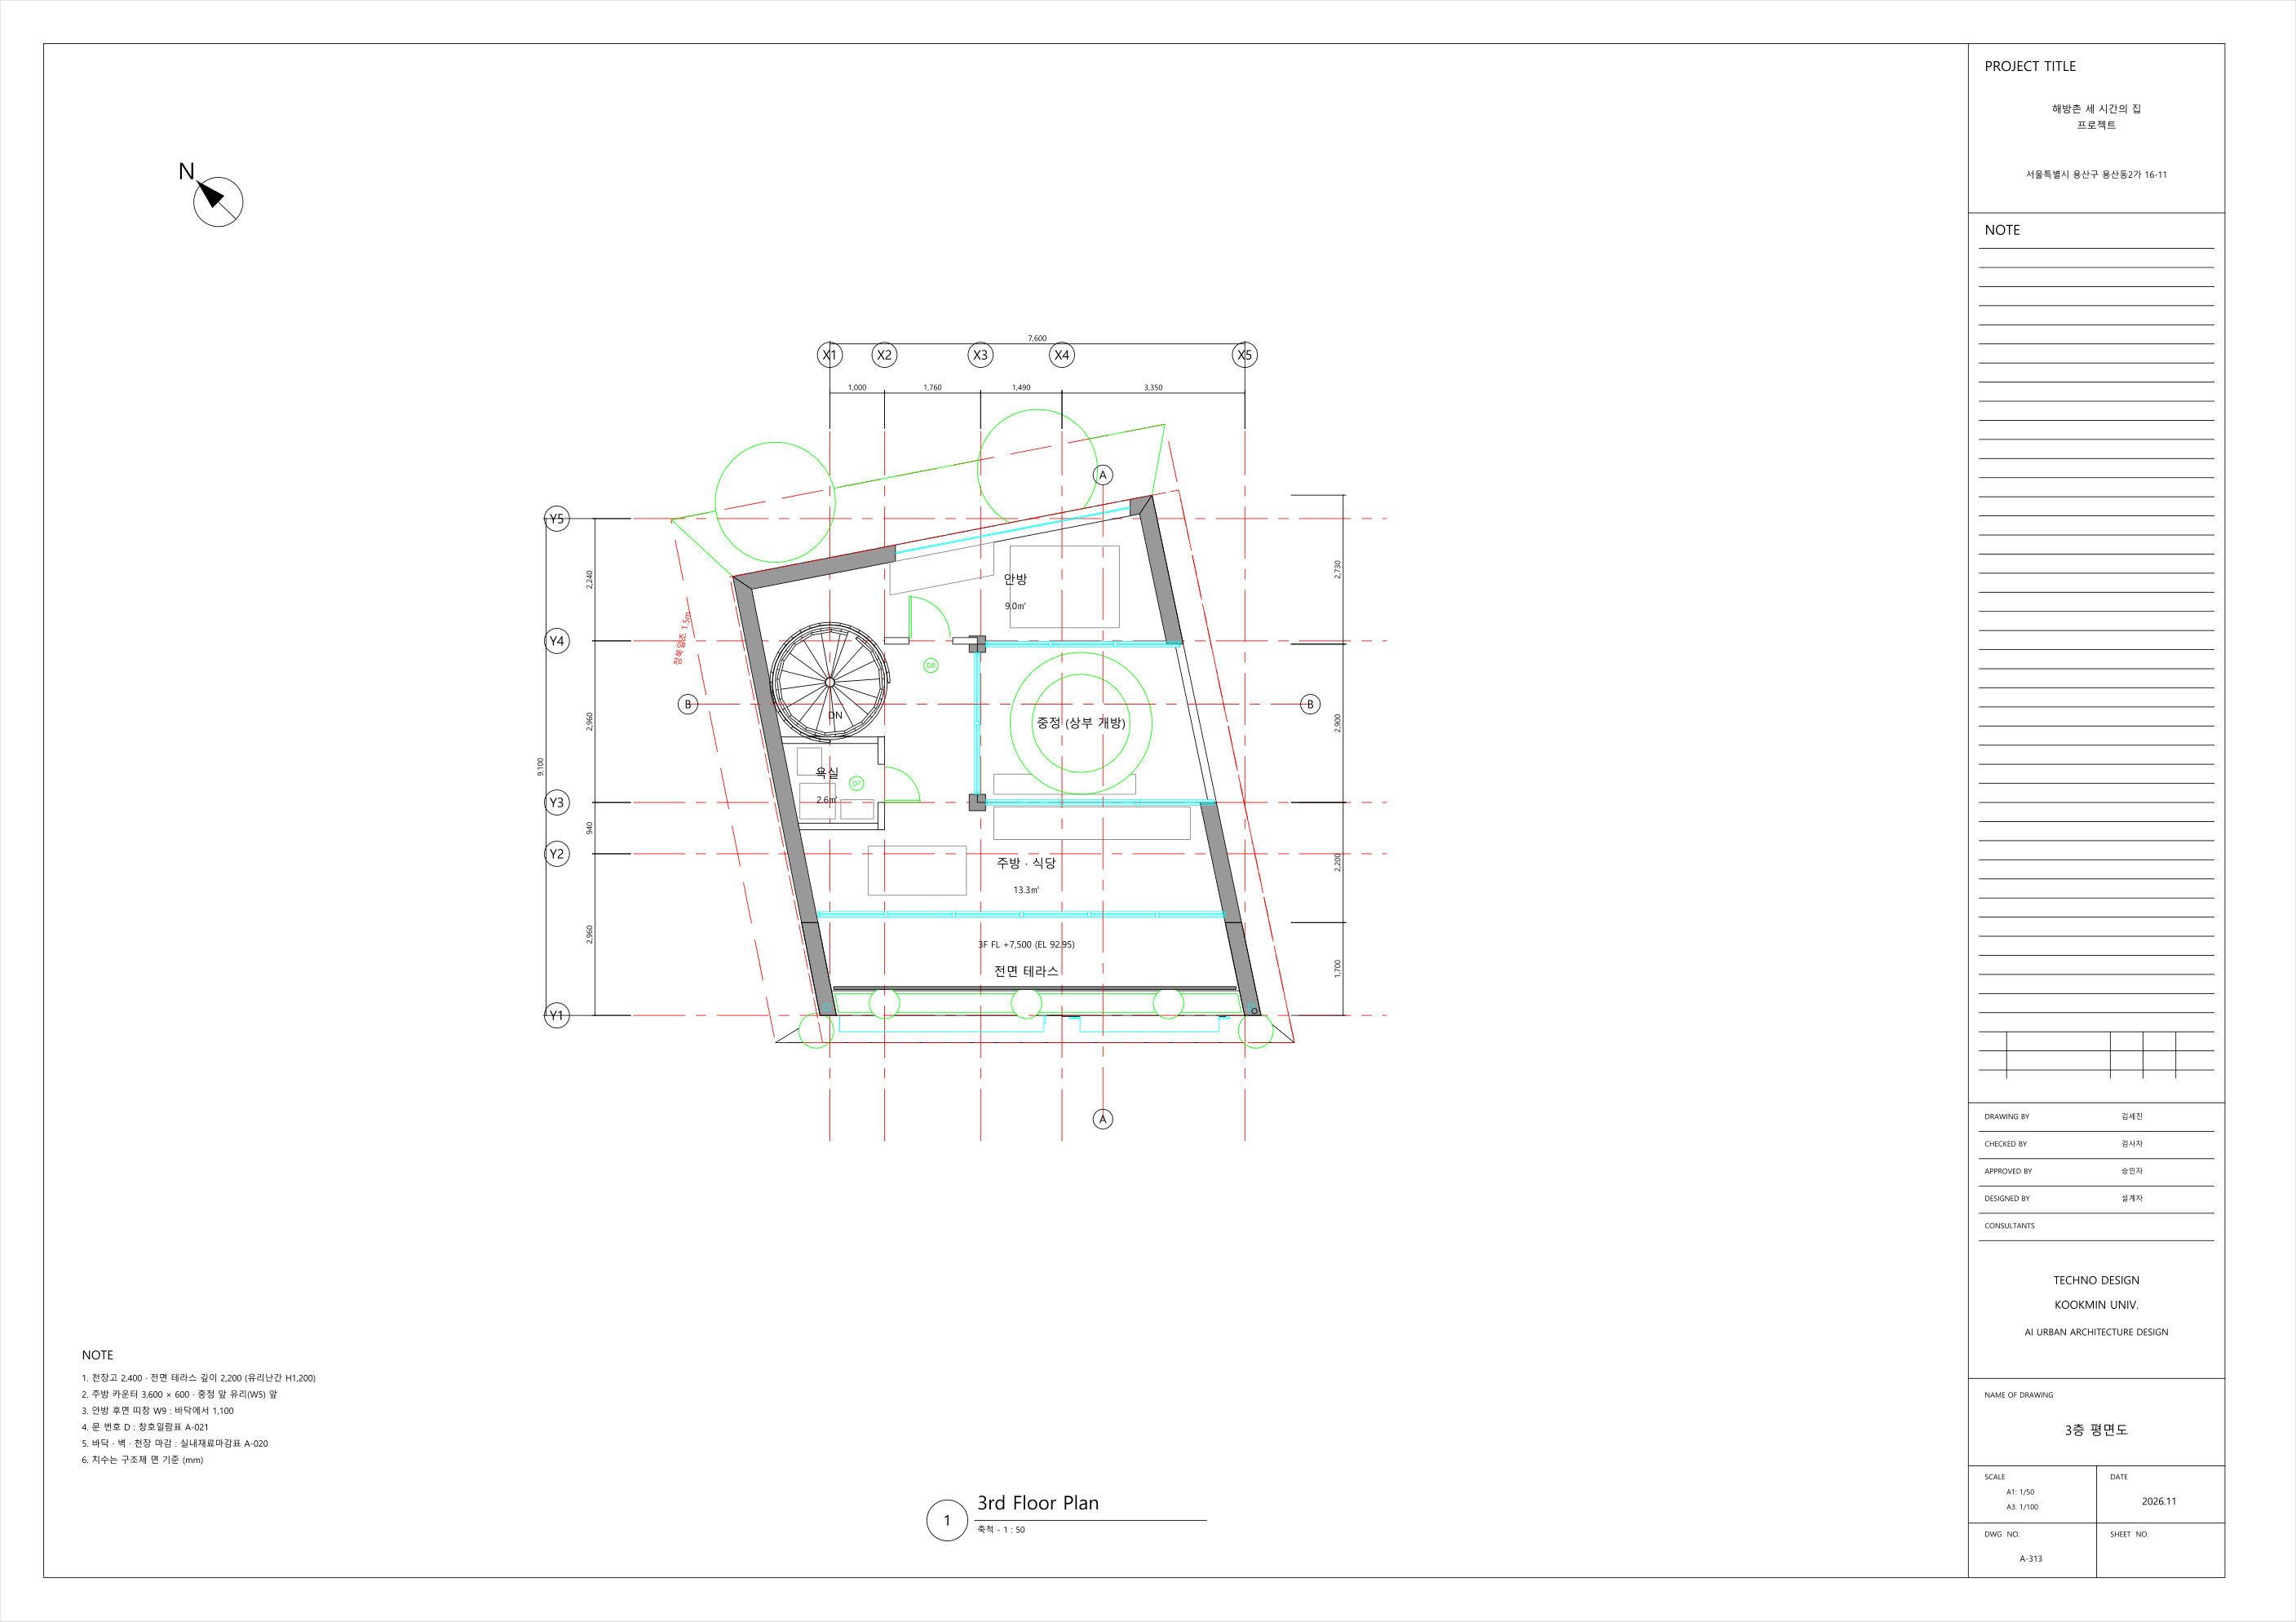 PROJECT TITLE
해방촌 세 시간의 집
프로젝트
서울특별시 용산구 용산동2가 16-11
NOTE
N
7,600
X1 X2 X3 X4 X5
1,000 1,760 1,490 3,350
A
Y5
2,240
2,730
안방
9.0㎡
정북일조 1.5m
Y4
D8
B
B
DN
중정 (상부 개방)
2,960
2,900
9,100
욕실
D7
2.6㎡
Y3
940
Y2
주방 · 식당
2,200
13.3㎡
2,960
3F FL +7,500 (EL 92.95)
전면 테라스
1,700
Y1
A
DRAWING BY 김세진
CHECKED BY 검사자
APPROVED BY 승인자
DESIGNED BY 설계자
CONSULTANTS
TECHNO DESIGN
KOOKMIN UNIV.
AI URBAN ARCHITECTURE DESIGN
NAME OF DRAWING
3층 평면도
SCALE
A1: 1/50
A3: 1/100
DATE
2026.11
DWG NO.
A-313
SHEET NO.
NOTE
1. 천장고 2,400 · 전면 테라스 깊이 2,200 (유리난간 H1,200)
2. 주방 카운터 3,600 × 600 · 중정 앞 유리(W5) 앞
3. 안방 후면 띠창 W9 : 바닥에서 1,100
4. 문 번호 D : 창호일람표 A-021
5. 바닥 · 벽 · 천장 마감 : 실내재료마감표 A-020
6. 치수는 구조체 면 기준 (mm)
1
3rd Floor Plan
축척 - 1 : 50